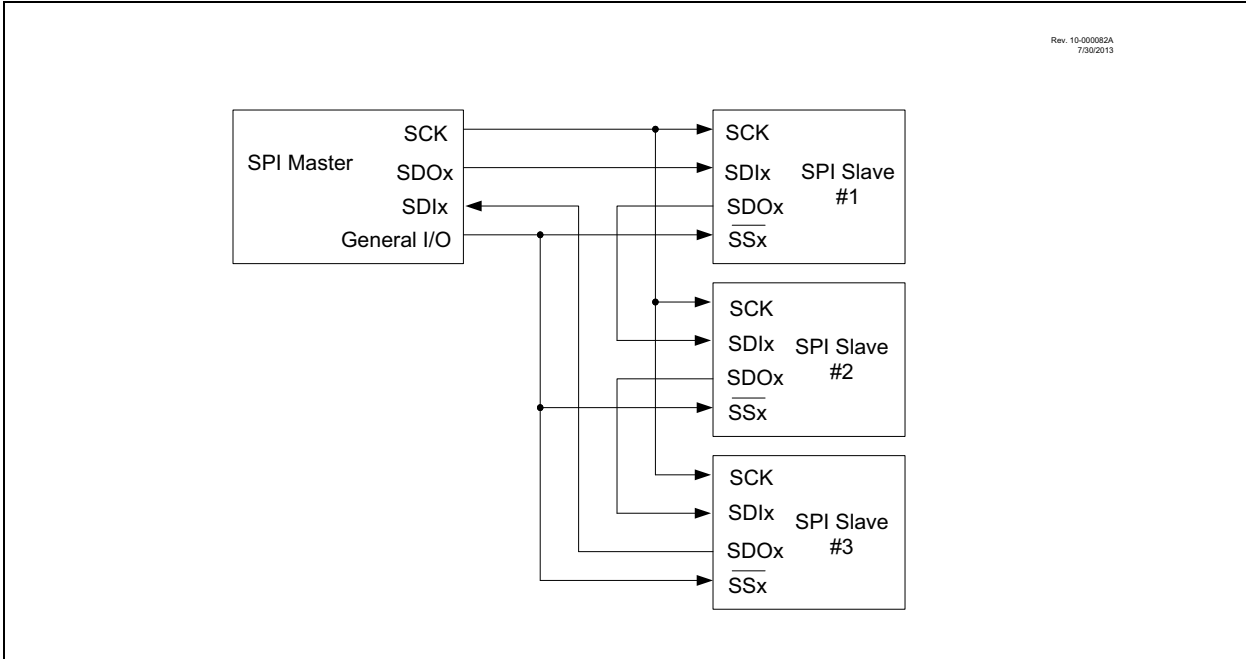 Rev. 10-000082A
7/30/2013
SPI Master
SCK
SDOx
SDIx
General I/O
SCK
SDIx
SDOx
SSx
SPI Slave
#1
SCK
SDIx
SDOx
SSx
SPI Slave
#2
SCK
SDIx
SDOx
SSx
SPI Slave
#3